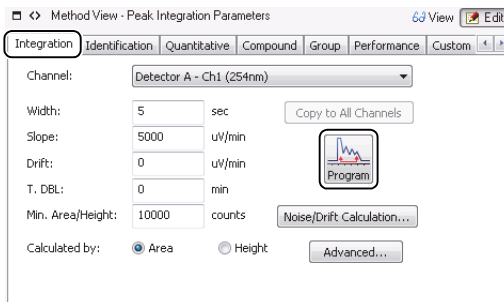 Method View - Peak Integration Parameters View Edit
Integration Identification Quantitative Compound Group Performance Custom
Channel: Detector A - Ch1 (254nm)
Width: 5 sec Copy to All Channels
Slope: 5000 uV/min
Drift: 0 uV/min Program
T. DBL: 0 min
Min. Area/Height: 10000 counts Noise/Drift Calculation...
Calculated by: Area Height Advanced...